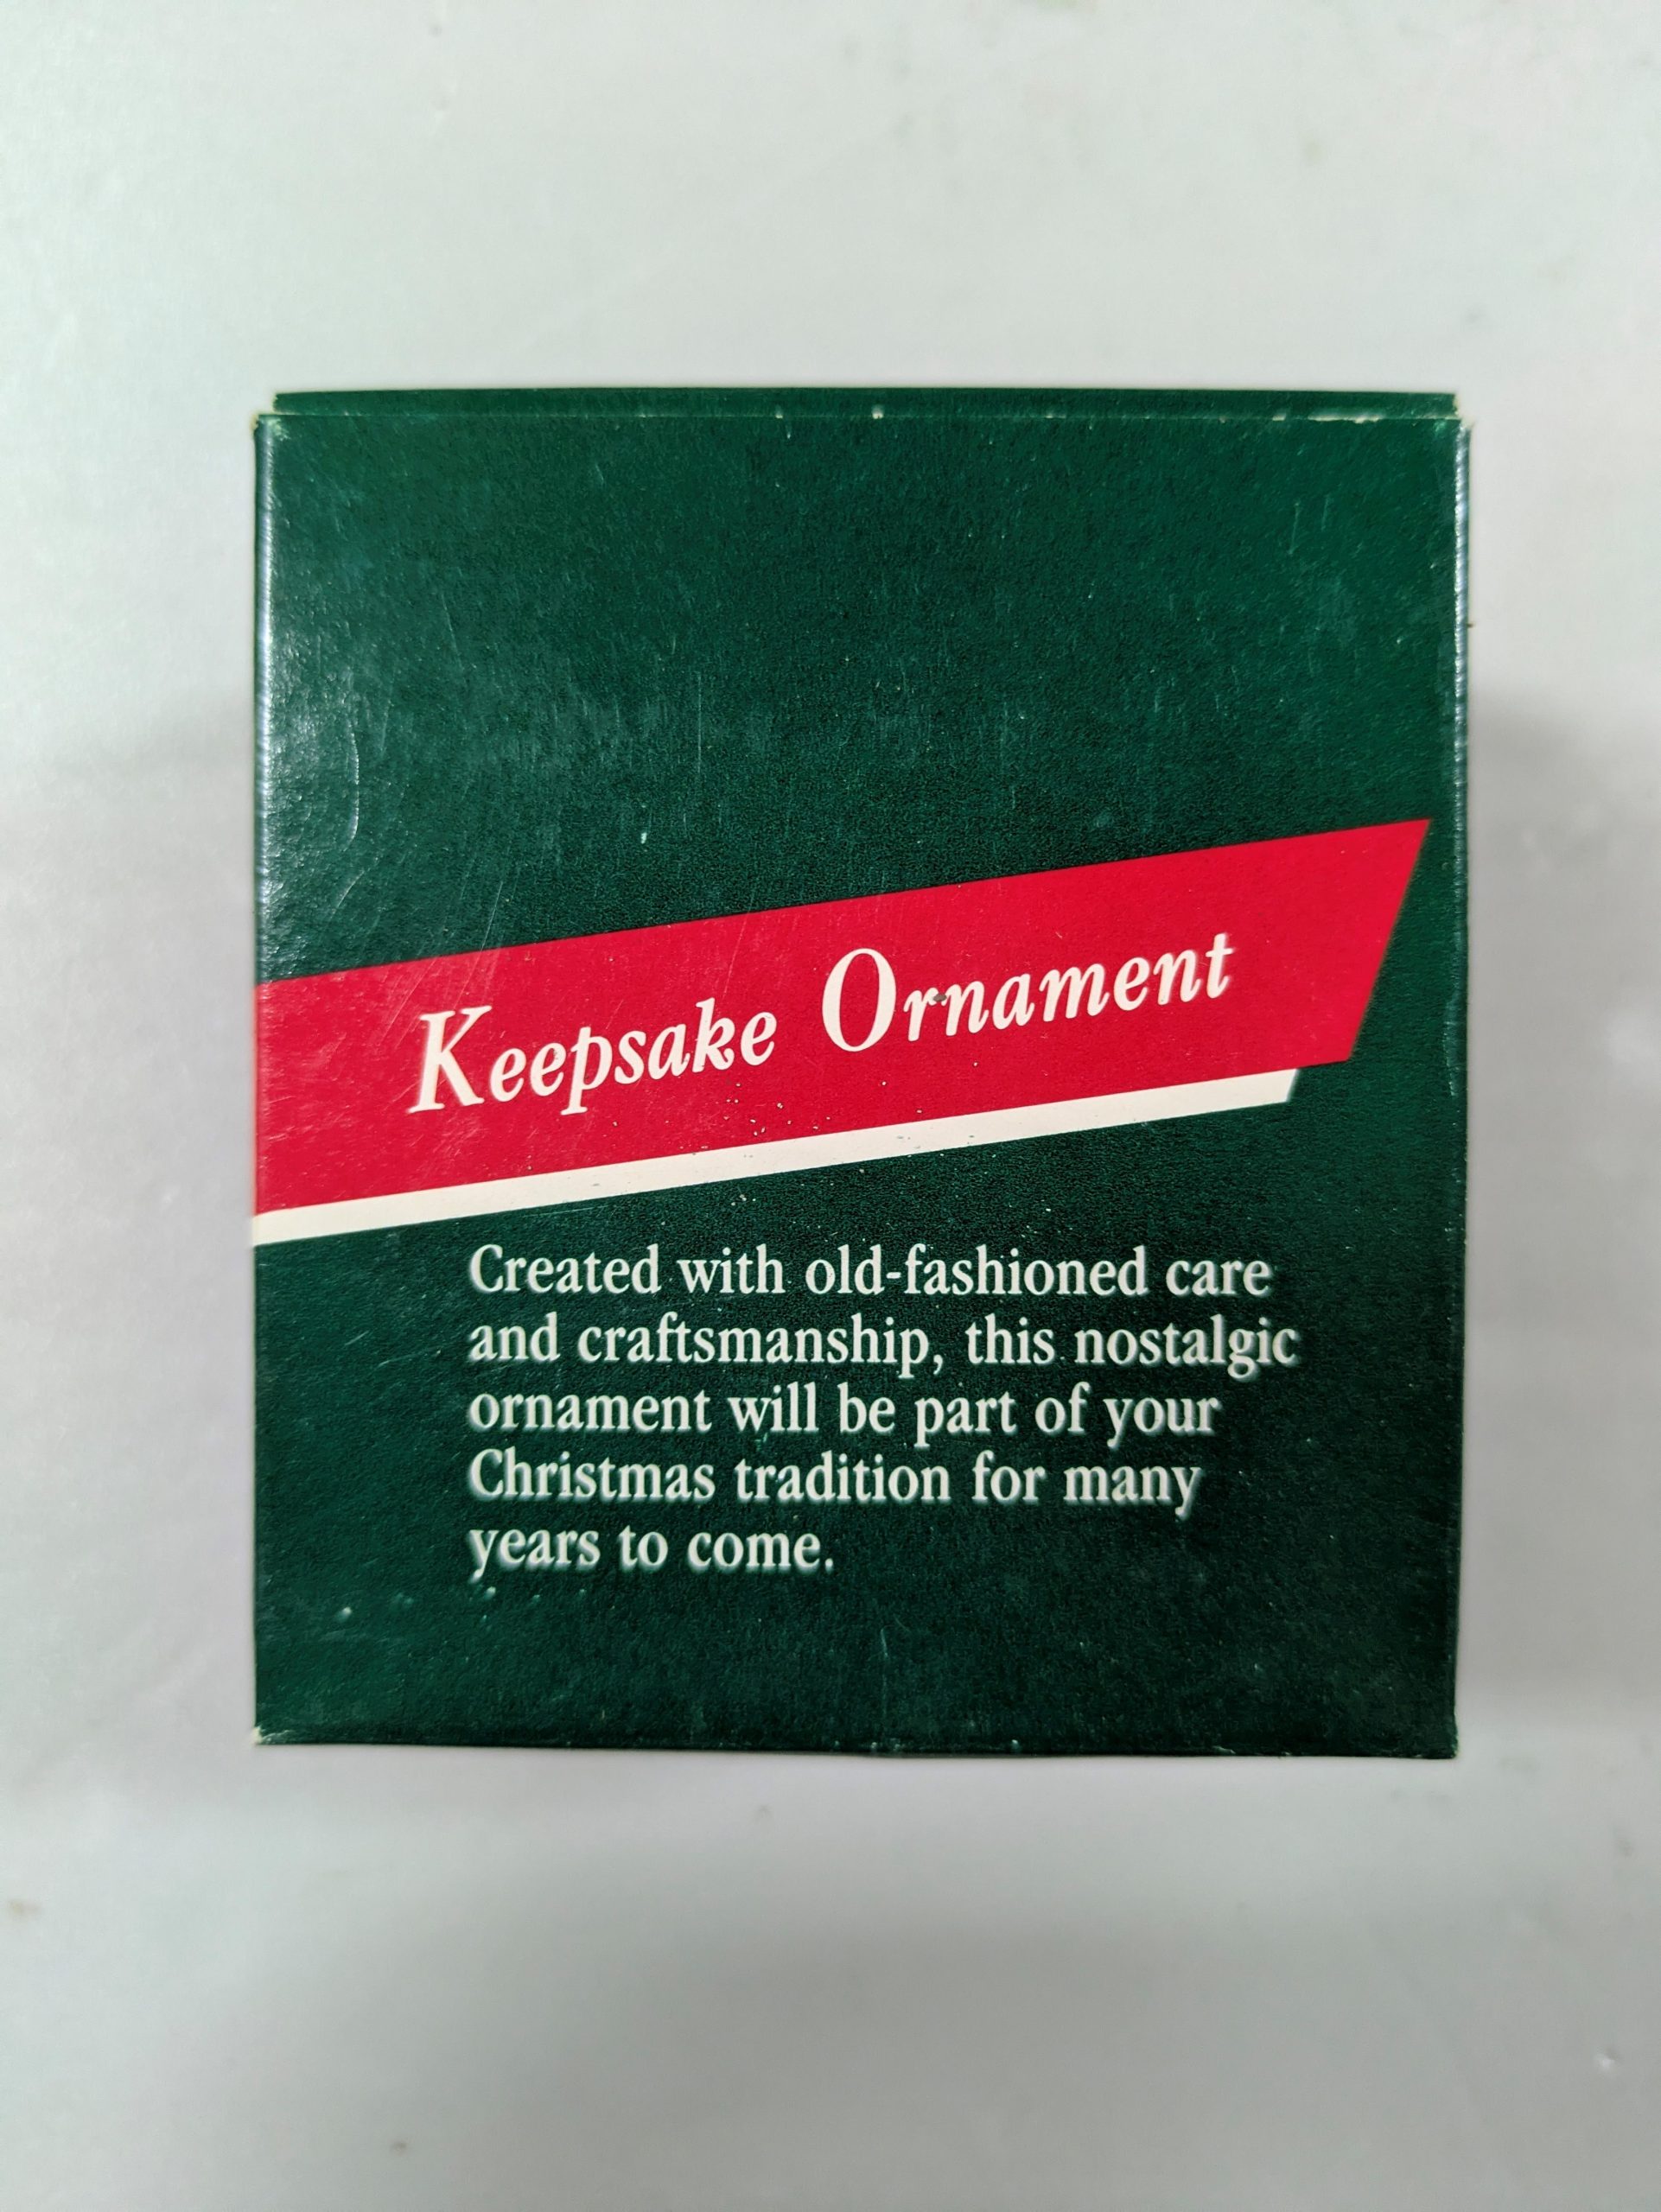 Keepsake Ornament
Created with old-fashioned care
and craftsmanship, this nostalgic
ornament will be part of your
Christmas tradition for many
years to come.